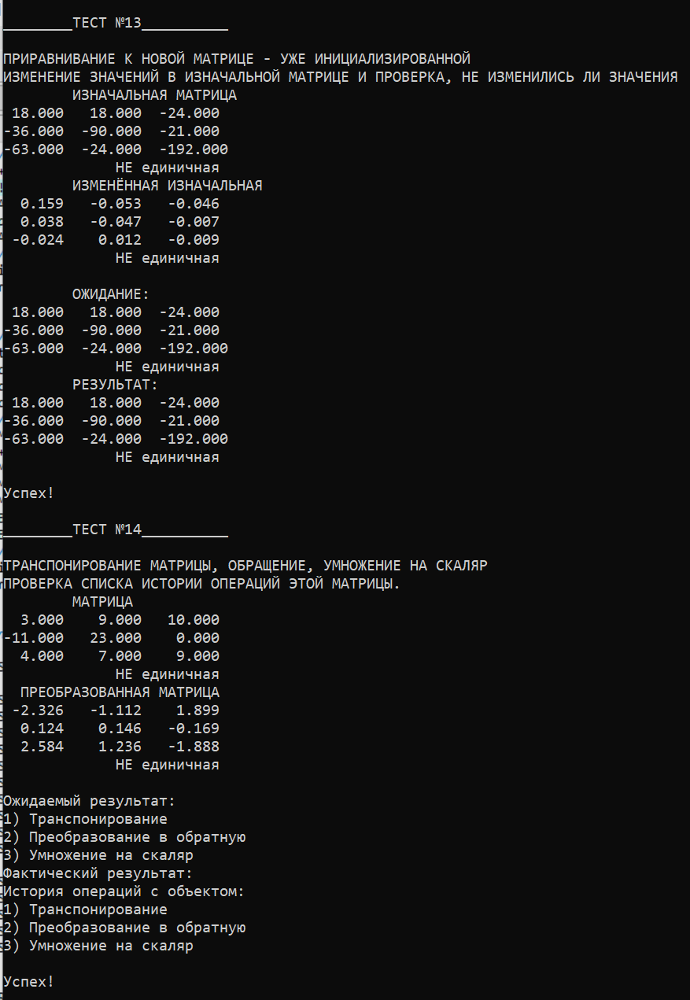 ________ТЕСТ №13__________
ПРИРАВНИВАНИЕ К НОВОЙ МАТРИЦЕ - УЖЕ ИНИЦИАЛИЗИРОВАННОЙ
ИЗМЕНЕНИЕ ЗНАЧЕНИЙ В ИЗНАЧАЛЬНОЙ МАТРИЦЕ И ПРОВЕРКА, НЕ ИЗМЕНИЛИСЬ ЛИ ЗНАЧЕНИЯ
ИЗНАЧАЛЬНАЯ МАТРИЦА
18.000 18.000 -24.000
-36.000 -90.000 -21.000
-63.000 -24.000 -192.000
НЕ единичная
ИЗМЕНЁННАЯ ИЗНАЧАЛЬНАЯ
0.159 -0.053 -0.046
0.038 -0.047 -0.007
-0.024 0.012 -0.009
НЕ единичная
ОЖИДАНИЕ:
18.000 18.000 -24.000
-36.000 -90.000 -21.000
-63.000 -24.000 -192.000
НЕ единичная
РЕЗУЛЬТАТ:
18.000 18.000 -24.000
-36.000 -90.000 -21.000
-63.000 -24.000 -192.000
НЕ единичная
Успех!
________ТЕСТ №14__________
ТРАНСПОНИРОВАНИЕ МАТРИЦЫ, ОБРАЩЕНИЕ, УМНОЖЕНИЕ НА СКАЛЯР
ПРОВЕРКА СПИСКА ИСТОРИИ ОПЕРАЦИЙ ЭТОЙ МАТРИЦЫ.
МАТРИЦА
3.000 9.000 10.000
-11.000 23.000 0.000
4.000 7.000 9.000
НЕ единичная
ПРЕОБРАЗОВАННАЯ МАТРИЦА
-2.326 -1.112 1.899
0.124 0.146 -0.169
2.584 1.236 -1.888
НЕ единичная
Ожидаемый результат:
1) Транспонирование
2) Преобразование в обратную
3) Умножение на скаляр
Фактический результат:
История операций с объектом:
1) Транспонирование
2) Преобразование в обратную
3) Умножение на скаляр
Успех!